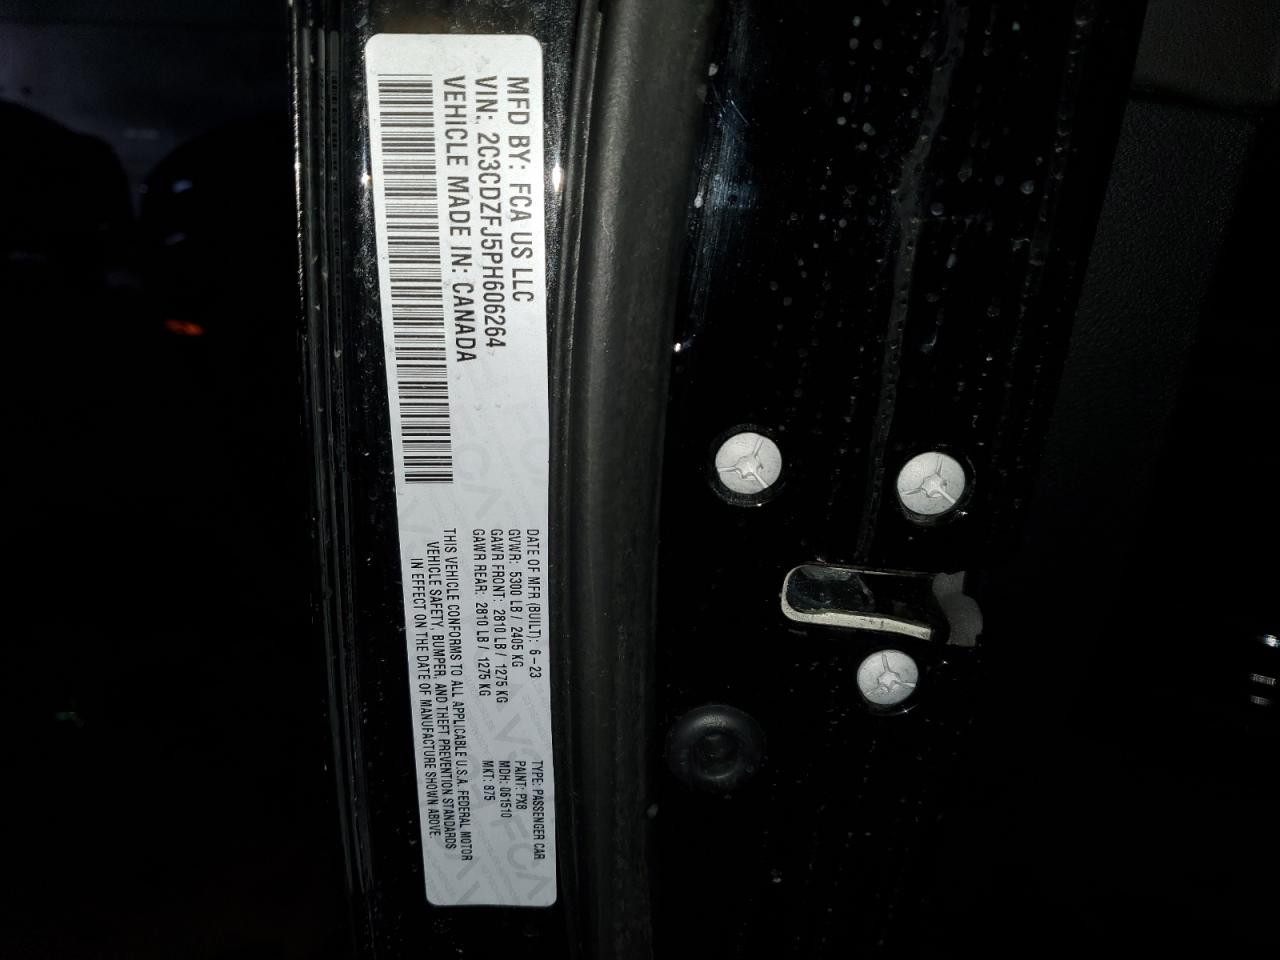 MFD BY: FCA US LLC
VIN: 2C3CDZFJ5PH606264
VEHICLE MADE IN: CANADA
DATE OF MFR (BUILT): 6-23
GVWR: 5300 LB / 2405 KG
GAWR FRONT: 2810 LB / 1275 KG
GAWR REAR: 2810 LB / 1275 KG
TYPE: PASSENGER CAR
PAINT: PX8
MDH: 061510
MKT: 875
THIS VEHICLE CONFORMS TO ALL APPLICABLE U.S.A. FEDERAL MOTOR
VEHICLE SAFETY, BUMPER, AND THEFT PREVENTION STANDARDS
IN EFFECT ON THE DATE OF MANUFACTURE SHOWN ABOVE.